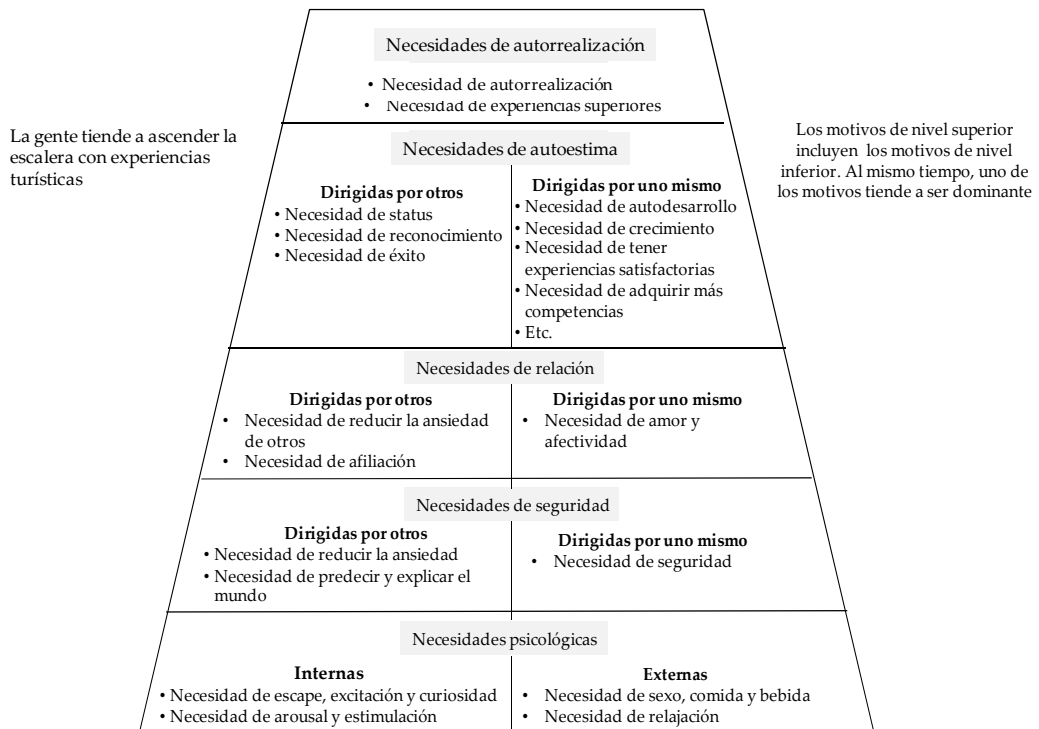 Necesidades de autorrealización
• Necesidad de autorrealización
• Necesidad de experiencias superiores
La gente tiende a ascender la
escalera con experiencias
turísticas
Los motivos de nivel superior
incluyen los motivos de nivel
inferior. Al mismo tiempo, uno de
los motivos tiende a ser dominante
Necesidades de autoestima
Dirigidas por otros
• Necesidad de status
• Necesidad de reconocimiento
• Necesidad de éxito
Dirigidas por uno mismo
• Necesidad de autodesarrollo
• Necesidad de crecimiento
• Necesidad de tener
experiencias satisfactorias
• Necesidad de adquirir más
competencias
• Etc.
Necesidades de relación
Dirigidas por otros
• Necesidad de reducir la ansiedad
de otros
• Necesidad de afiliación
Dirigidas por uno mismo
• Necesidad de amor y
afectividad
Necesidades de seguridad
Dirigidas por otros
• Necesidad de reducir la ansiedad
• Necesidad de predecir y explicar el
mundo
Dirigidas por uno mismo
• Necesidad de seguridad
Necesidades psicológicas
Internas
• Necesidad de escape, excitación y curiosidad
• Necesidad de arousal y estimulación
Externas
• Necesidad de sexo, comida y bebida
• Necesidad de relajación